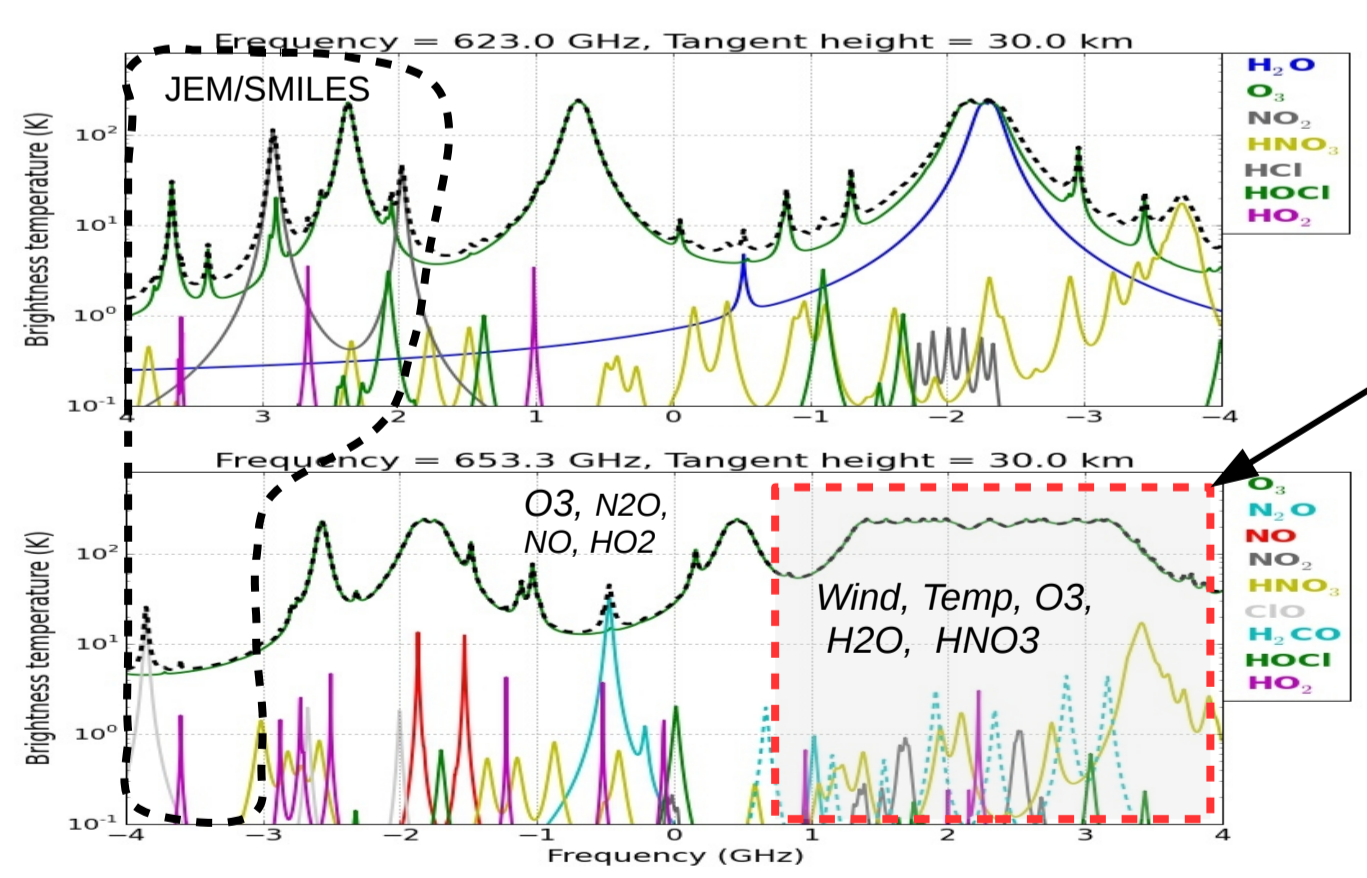 Frequency = 623.0 GHz, Tangent height = 30.0 km
JEM/SMILES
Brightness temperature (K)
10²
10¹
10⁰
10⁻¹
4 3 2 1 0 −1 −2 −3 −4
H₂O
O₃
NO₂
HNO₃
HCl
HOCl
HO₂
Frequency = 653.3 GHz, Tangent height = 30.0 km
O3, N2O,
NO, HO2
Wind, Temp, O3,
H2O, HNO3
Brightness temperature (K)
10²
10¹
10⁰
10⁻¹
−4 −3 −2 −1 0 1 2 3 4
Frequency (GHz)
O₃
N₂O
NO
NO₂
HNO₃
ClO
H₂CO
HOCl
HO₂